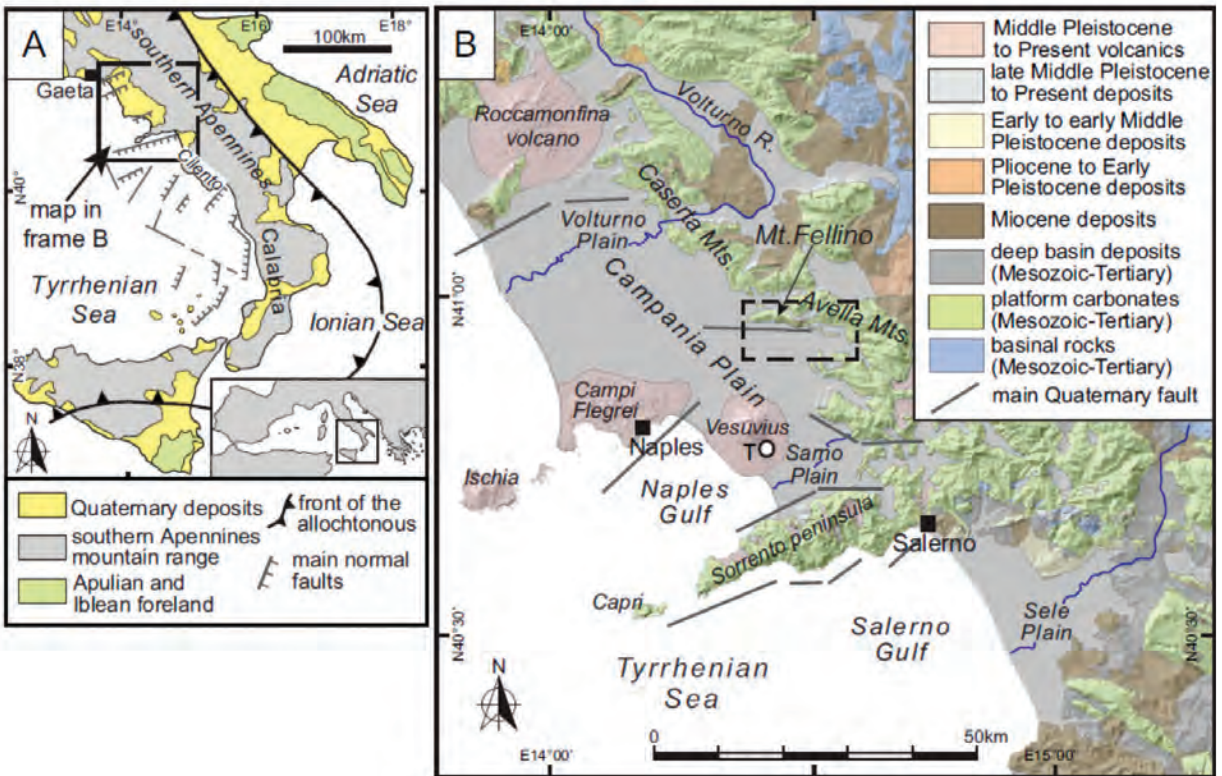 A
E14°
E16
E18°
100km
southern Apennines
Adriatic
Sea
Gaeta
Cilento
N40°
map in
frame B
Calabria
Tyrrhenian
Sea
Ionian Sea
N38°
N
Quaternary deposits
southern Apennines
mountain range
Apulian and
Iblean foreland
front of the
allochtonous
main normal
faults
B
E14°00'
Roccamonfina
volcano
Volturno R.
Caserta Mts.
Volturno
Plain
Mt.Fellino
N41°00'
Campania Plain
Avella Mts.
Campi
Flegrei
Naples
Vesuvius
T
Sarno
Plain
Ischia
Naples
Gulf
Sorrento peninsula
Salerno
Capri
N40°30'
Salerno
Gulf
Sele
Plain
N40°30'
Tyrrhenian
Sea
N
0
50km
E14°00'
E15°00'
Middle Pleistocene
to Present volcanics
late Middle Pleistocene
to Present deposits
Early to early Middle
Pleistocene deposits
Pliocene to Early
Pleistocene deposits
Miocene deposits
deep basin deposits
(Mesozoic-Tertiary)
platform carbonates
(Mesozoic-Tertiary)
basinal rocks
(Mesozoic-Tertiary)
main Quaternary fault